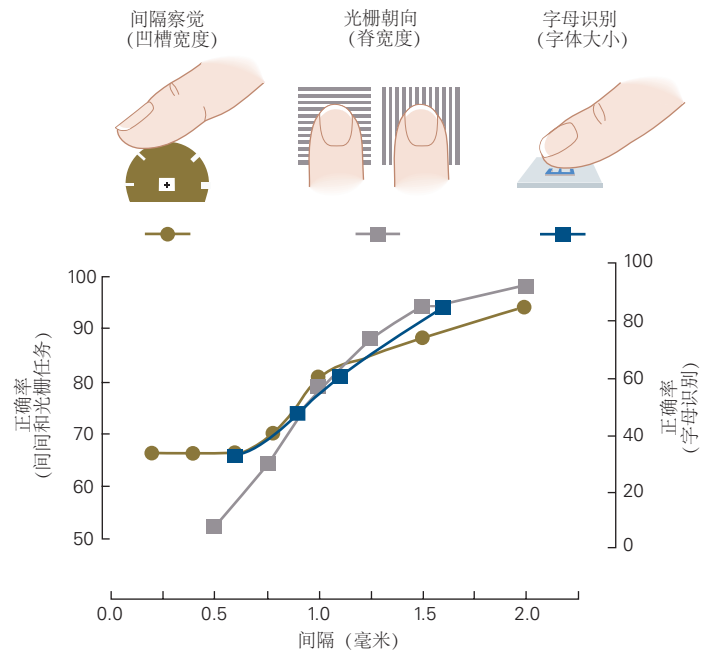 间隔察觉
(凹槽宽度)
光栅朝向
(脊宽度)
字母识别
(字体大小)
100
90
80
70
60
50
正确率
(间间和光栅任务)
100
80
60
40
20
0
正确率
(字母识别)
0.0
0.5
1.0
1.5
2.0
间隔（毫米）